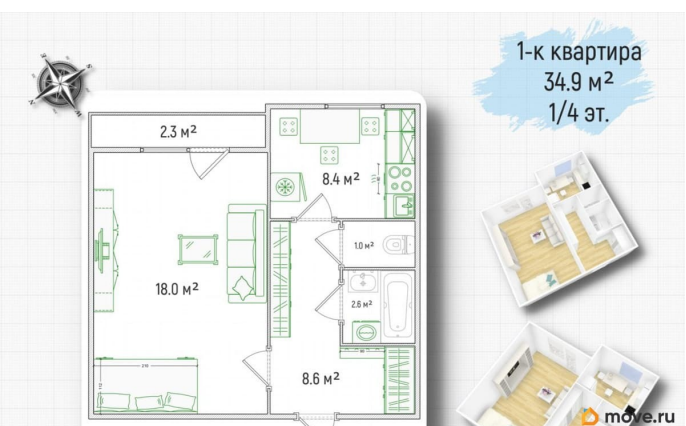 1-к квартира
34.9 м²
1/4 эт.
2.3 м²
8.4 м²
1.0 м²
18.0 м²
2.6 м²
8.6 м²
move.ru